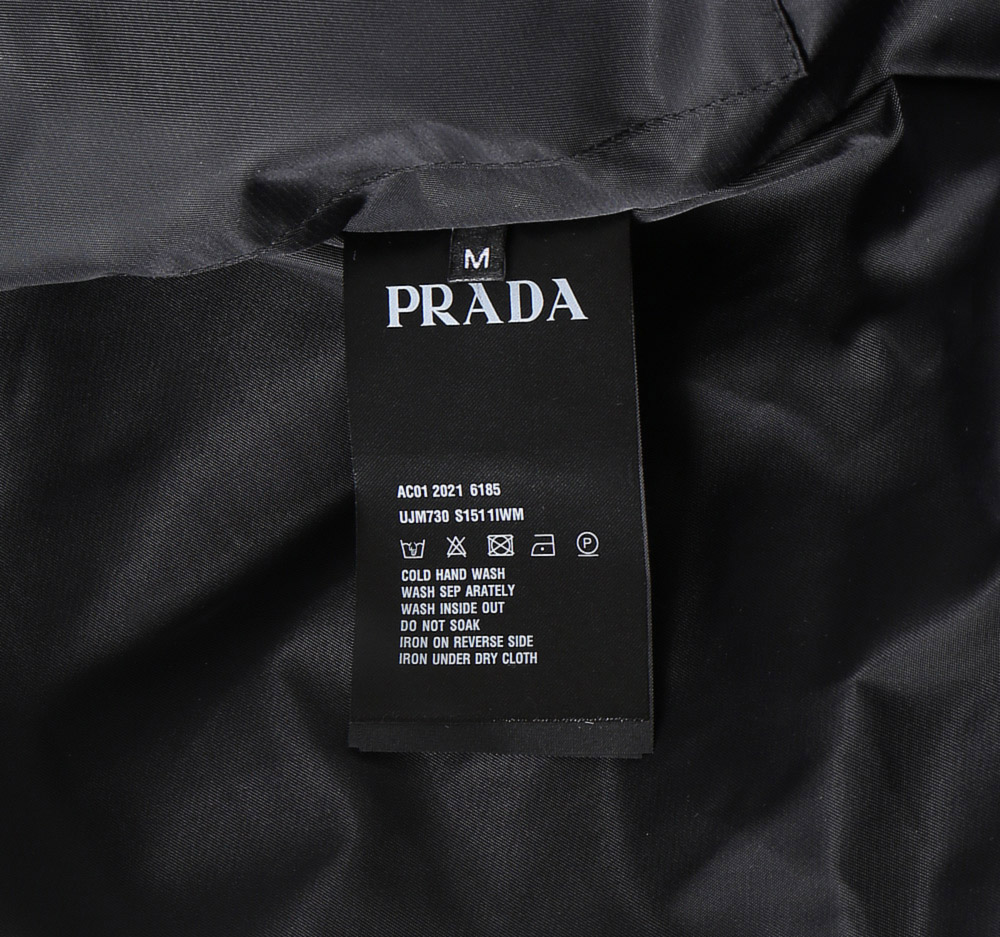 M
PRADA
AC01 2021 6185
UJM730 S1511IWM
P
COLD HAND WASH
WASH SEP ARATELY
WASH INSIDE OUT
DO NOT SOAK
IRON ON REVERSE SIDE
IRON UNDER DRY CLOTH